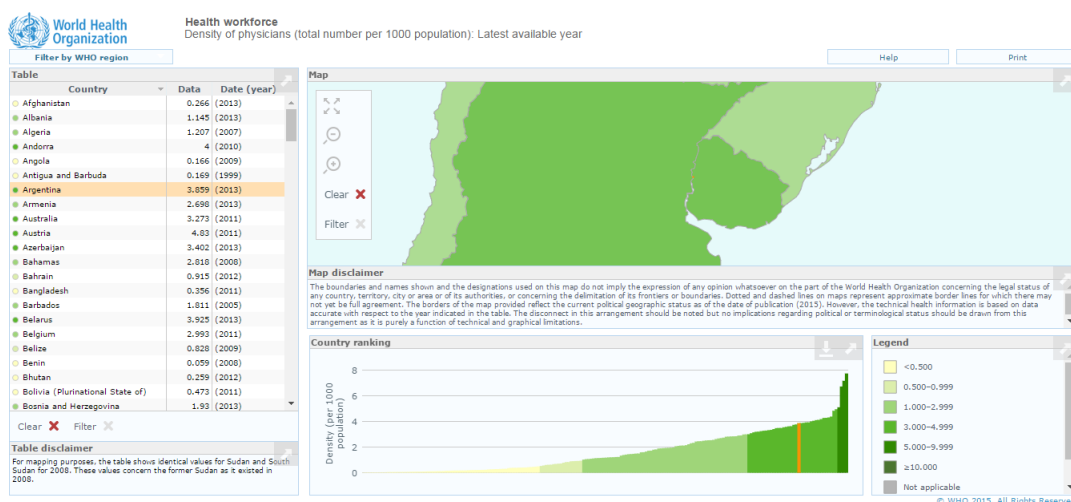 World Health
Organization
Health workforce
Density of physicians (total number per 1000 population): Latest available year
Filter by WHO region
Help
Print
Table
Country Data Date (year)
Afghanistan 0.266 (2013)
Albania 1.145 (2013)
Algeria 1.207 (2007)
Andorra 4 (2010)
Angola 0.166 (2009)
Antigua and Barbuda 0.169 (1999)
Argentina 3.859 (2013)
Armenia 2.698 (2013)
Australia 3.273 (2011)
Austria 4.83 (2011)
Azerbaijan 3.402 (2013)
Bahamas 2.818 (2008)
Bahrain 0.915 (2012)
Bangladesh 0.356 (2011)
Barbados 1.811 (2005)
Belarus 3.925 (2013)
Belgium 2.993 (2011)
Belize 0.828 (2009)
Benin 0.059 (2008)
Bhutan 0.259 (2012)
Bolivia (Plurinational State of) 0.473 (2011)
Bosnia and Herzegovina 1.93 (2013)
Clear Filter
Table disclaimer
For mapping purposes, the table shows identical values for Sudan and South
Sudan for 2008. These values concern the former Sudan as it existed in
2008.
Map
Clear
Filter
Map disclaimer
The boundaries and names shown and the designations used on this map do not imply the expression of any opinion whatsoever on the part of the World Health Organization concerning the legal status of
any country, territory, city or area or of its authorities, or concerning the delimitation of its frontiers or boundaries. Dotted and dashed lines on maps represent approximate border lines for which there may
not yet be full agreement. The borders of the map provided reflect the current political geographic status as of the date of publication (2015). However, the technical health information is based on data
accurate with respect to the year indicated in the table. The disconnect in this arrangement should be noted but no implications regarding political or terminological status should be drawn from this
arrangement as it is purely a function of technical and graphical limitations.
Country ranking
Density (per 1000
population)
8
6
4
2
0
Legend
<0.500
0.500–0.999
1.000–2.999
3.000–4.999
5.000–9.999
≥10.000
Not applicable
© WHO 2015. All Rights Reserve